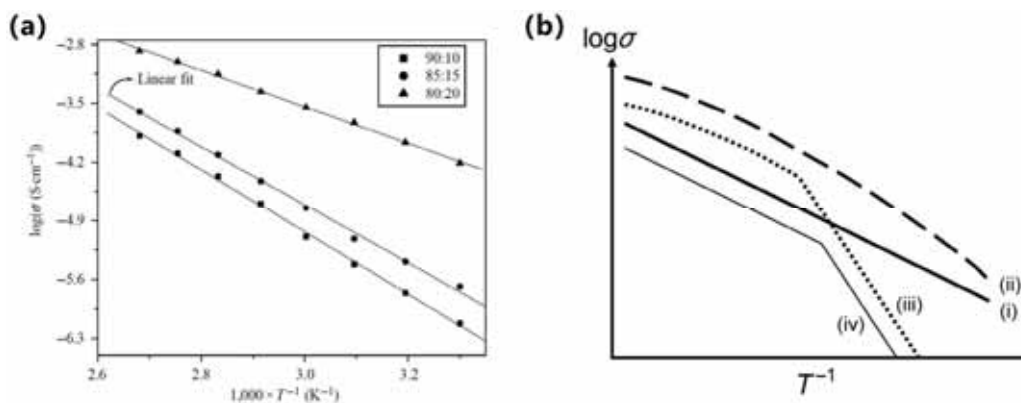 (a)
−2.8
−3.5
−4.2
−4.9
−5.6
−6.3
log(σ (S·cm⁻¹)
Linear fit
90:10
85:15
80:20
2.6
2.8
3.0
3.2
1,000 × T⁻¹ (K⁻¹)
(b)
logσ
(ii)
(i)
(iii)
(iv)
T⁻¹